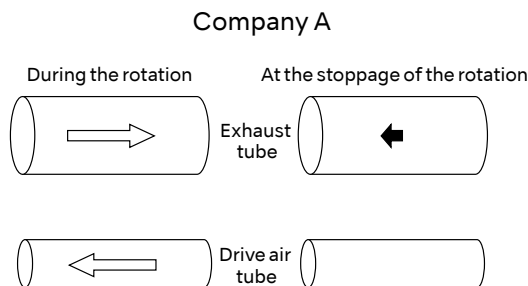 Company A
During the rotation
At the stoppage of the rotation
Exhaust
tube
Drive air
tube